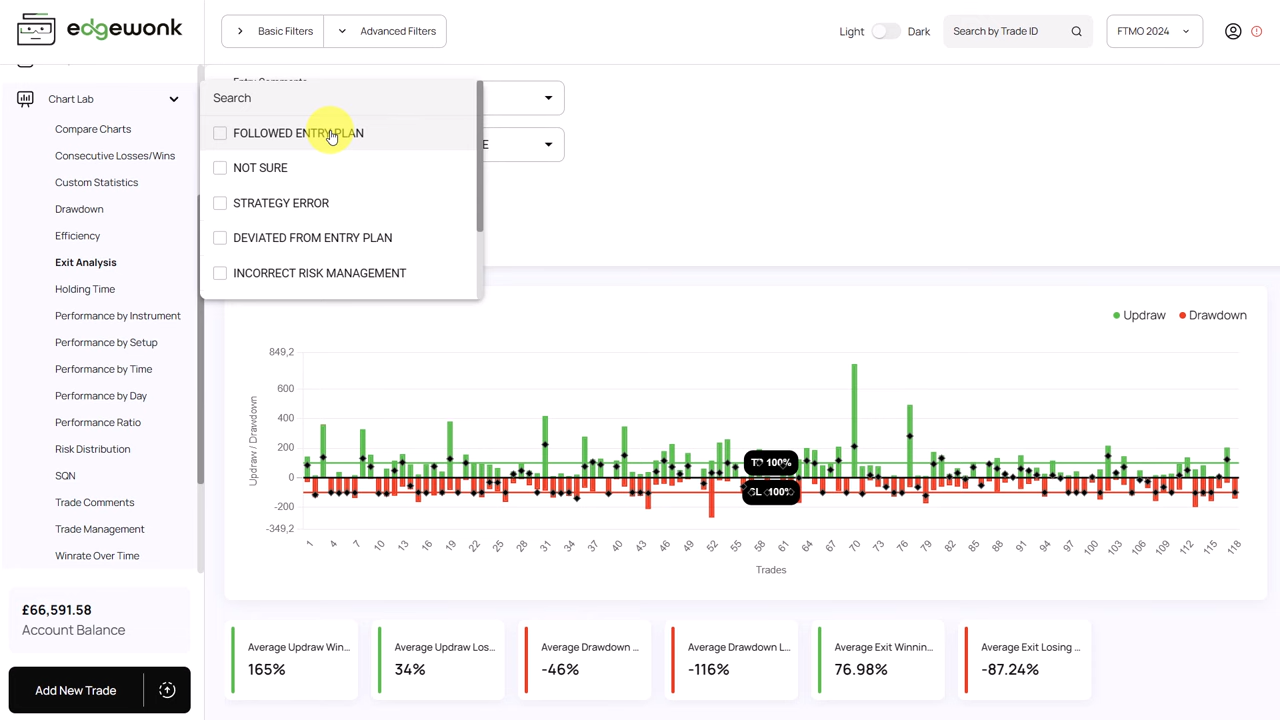 edgewonk
Basic Filters
Advanced Filters
Light
Dark
Search by Trade ID
FTMO 2024
Chart Lab
Compare Charts
Consecutive Losses/Wins
Custom Statistics
Drawdown
Efficiency
Exit Analysis
Holding Time
Performance by Instrument
Performance by Setup
Performance by Time
Performance by Day
Performance Ratio
Risk Distribution
SQN
Trade Comments
Trade Management
Winrate Over Time
£66,591.58
Account Balance
Add New Trade
Entry Comments
Search
FOLLOWED ENTRY PLAN
NOT SURE
STRATEGY ERROR
DEVIATED FROM ENTRY PLAN
INCORRECT RISK MANAGEMENT
E
Updraw
Drawdown
Updraw / Drawdown
849,2
600
400
200
0
-200
-349,2
TP 100%
SL 100%
1 4 7 10 13 16 19 22 25 28 31 34 37 40 43 46 49 52 55 58 61 64 67 70 73 76 79 82 85 88 91 94 97 100 103 106 109 112 115 118
Trades
Average Updraw Win...
165%
Average Updraw Los...
34%
Average Drawdown ...
-46%
Average Drawdown L...
-116%
Average Exit Winnin...
76.98%
Average Exit Losing ...
-87.24%